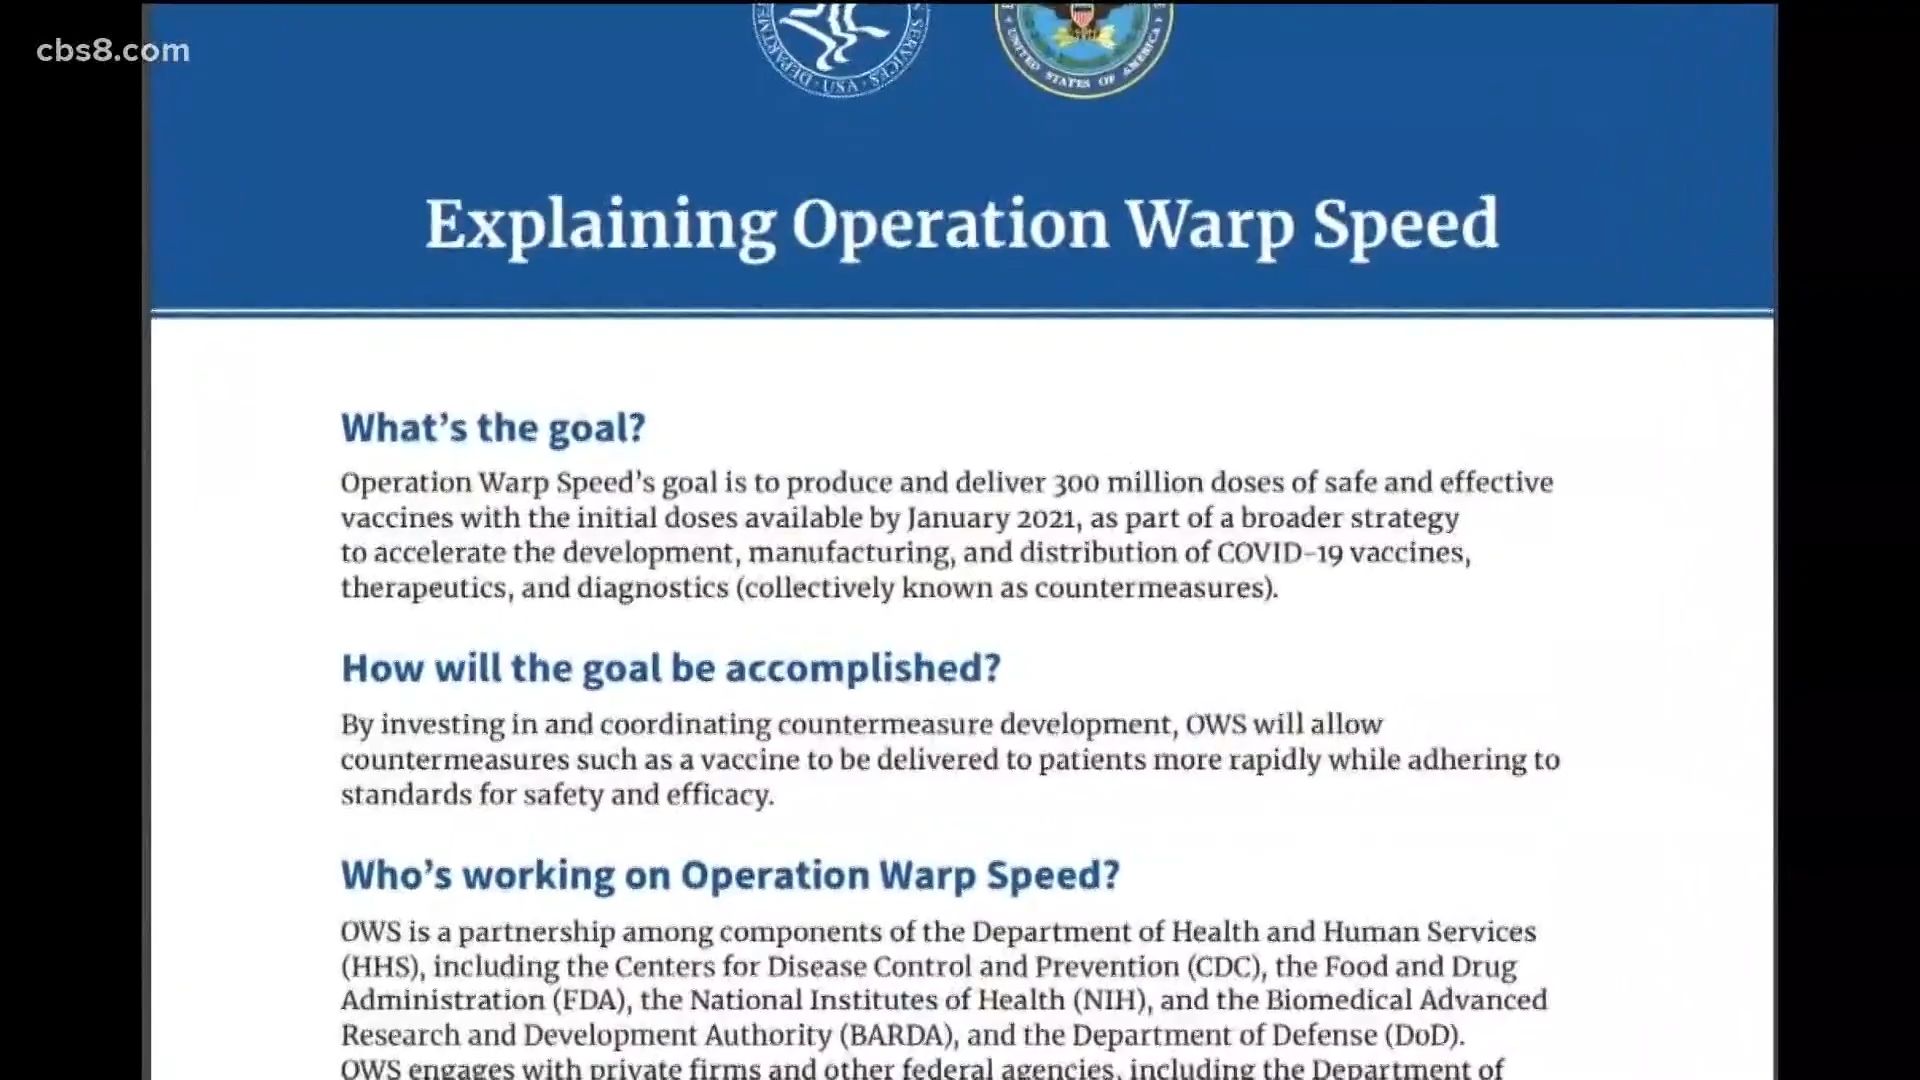 cbs8.com
SERVICES · USA · DEPARTM
UNITED STATES OF AMERICA
Explaining Operation Warp Speed
What's the goal?
Operation Warp Speed's goal is to produce and deliver 300 million doses of safe and effective
vaccines with the initial doses available by January 2021, as part of a broader strategy
to accelerate the development, manufacturing, and distribution of COVID-19 vaccines,
therapeutics, and diagnostics (collectively known as countermeasures).
How will the goal be accomplished?
By investing in and coordinating countermeasure development, OWS will allow
countermeasures such as a vaccine to be delivered to patients more rapidly while adhering to
standards for safety and efficacy.
Who's working on Operation Warp Speed?
OWS is a partnership among components of the Department of Health and Human Services
(HHS), including the Centers for Disease Control and Prevention (CDC), the Food and Drug
Administration (FDA), the National Institutes of Health (NIH), and the Biomedical Advanced
Research and Development Authority (BARDA), and the Department of Defense (DoD).
OWS engages with private firms and other federal agencies, including the Department of